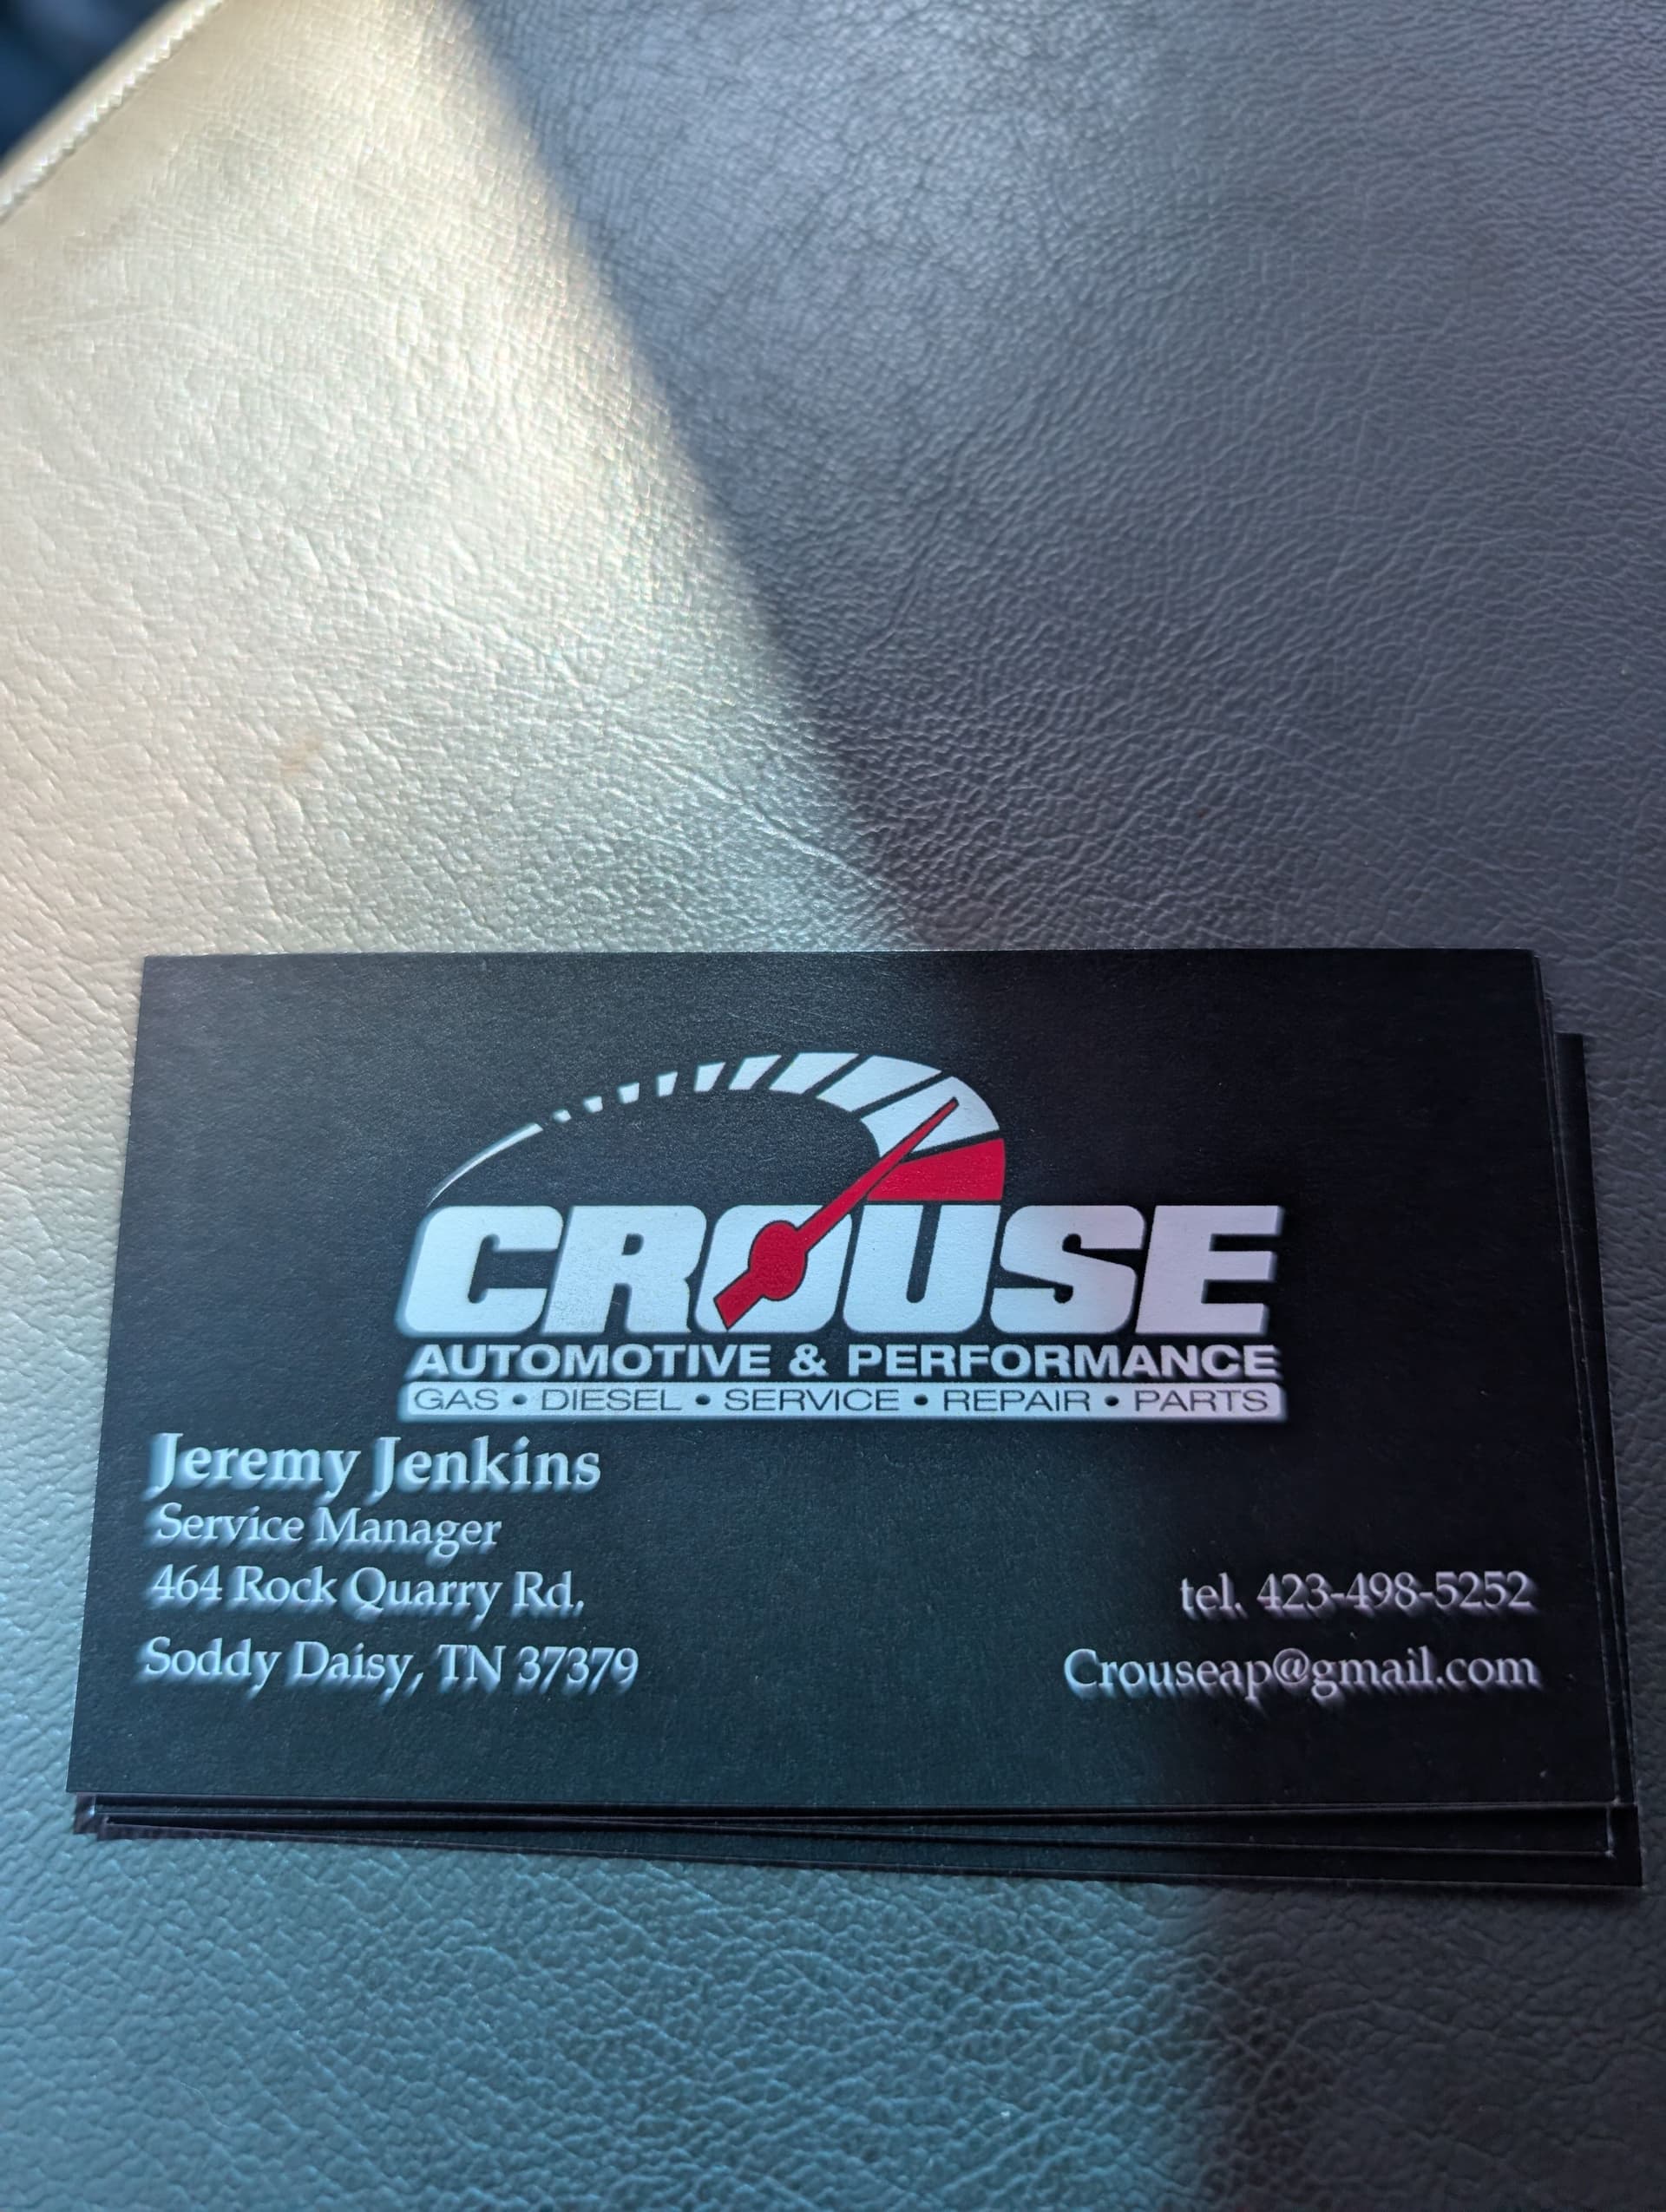 CROUSE
AUTOMOTIVE & PERFORMANCE
GAS • DIESEL • SERVICE • REPAIR • PARTS
Jeremy Jenkins
Service Manager
464 Rock Quarry Rd.
Soddy Daisy, TN 37379
tel. 423-498-5252
Crouseap@gmail.com